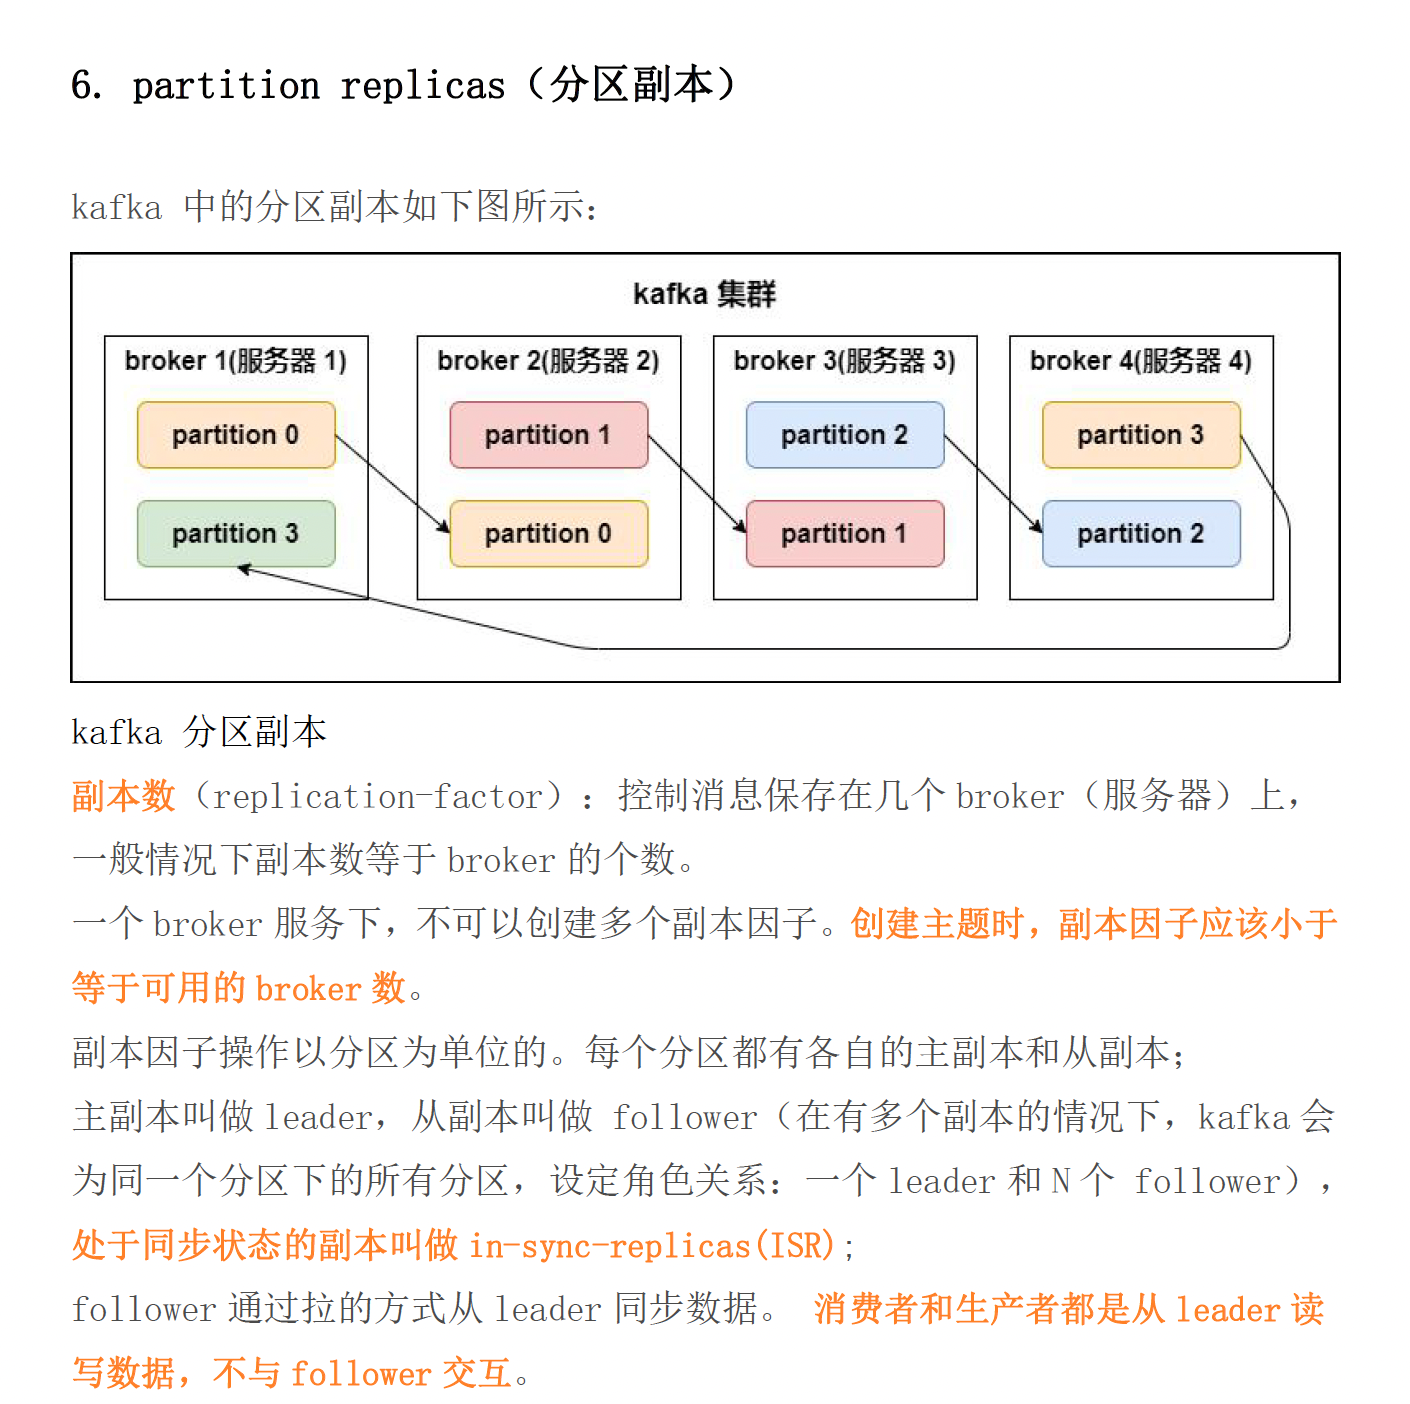 6. partition replicas（分区副本）
kafka 中的分区副本如下图所示：
kafka 集群
broker 1(服务器 1)
partition 0
partition 3
broker 2(服务器 2)
partition 1
partition 0
broker 3(服务器 3)
partition 2
partition 1
broker 4(服务器 4)
partition 3
partition 2
kafka 分区副本
副本数（replication-factor）：控制消息保存在几个 broker（服务器）上，
一般情况下副本数等于 broker 的个数。
一个 broker 服务下，不可以创建多个副本因子。创建主题时，副本因子应该小于
等于可用的 broker 数。
副本因子操作以分区为单位的。每个分区都有各自的主副本和从副本；
主副本叫做 leader，从副本叫做 follower（在有多个副本的情况下，kafka 会
为同一个分区下的所有分区，设定角色关系：一个 leader 和 N 个 follower），
处于同步状态的副本叫做 in-sync-replicas(ISR);
follower 通过拉的方式从 leader 同步数据。 消费者和生产者都是从 leader 读
写数据，不与 follower 交互。